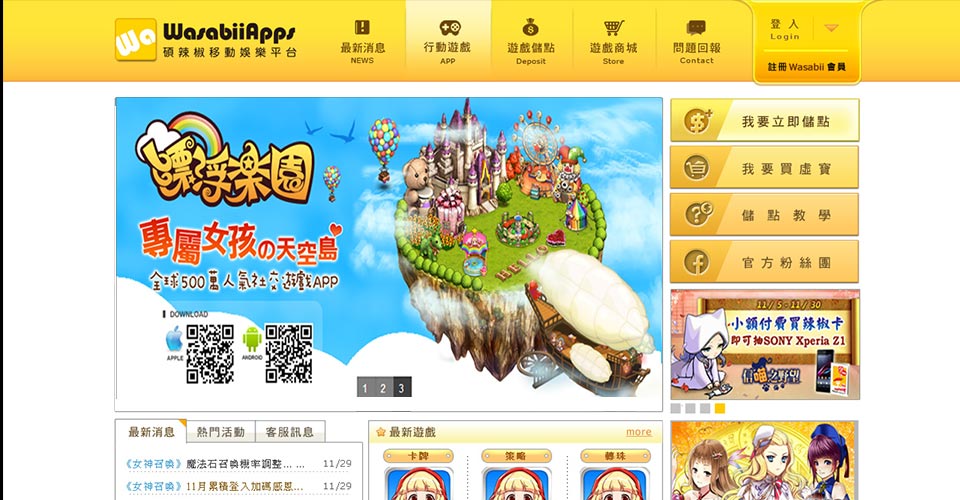 Wa
WasabiiApps
碩辣椒移動娛樂平台
最新消息
NEWS
行動遊戲
APP
遊戲儲點
Deposit
遊戲商城
Store
問題回報
Contact
登入
Login
註冊 Wasabii 會員
飄浮樂園
專屬女孩の天空島
全球500萬人氣社交遊戲APP
DOWNLOAD
APPLE
ANDROID
HELLO
1 2 3
我要立即儲點
我要買虛寶
儲點教學
官方粉絲團
11/5-11/30
小額付費買辣椒卡
即可抽SONY Xperia Z1
信喵之野望
最新消息
熱門活動
客服訊息
《女神召喚》魔法石召喚機率調整... ...
11/29
《女神召喚》11月累積登入加碼感恩...
11/29
最新遊戲
more
卡牌
策略
轉珠